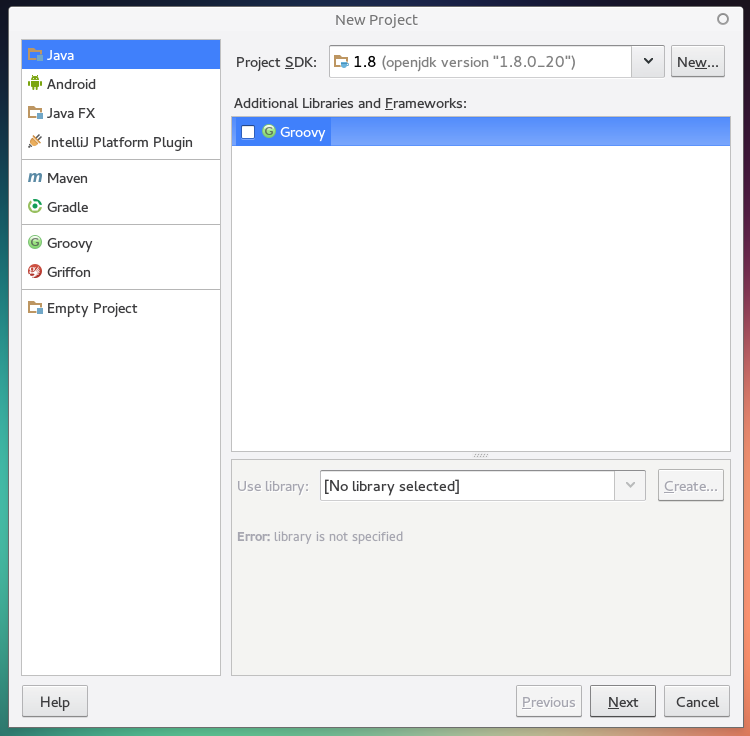 New Project
Java
Android
Java FX
IntelliJ Platform Plugin
Maven
Gradle
Groovy
Griffon
Empty Project
Project SDK: 1.8 (openjdk version "1.8.0_20") New...
Additional Libraries and Frameworks:
Groovy
Use library: [No library selected] Create...
Error: library is not specified
Help Previous Next Cancel